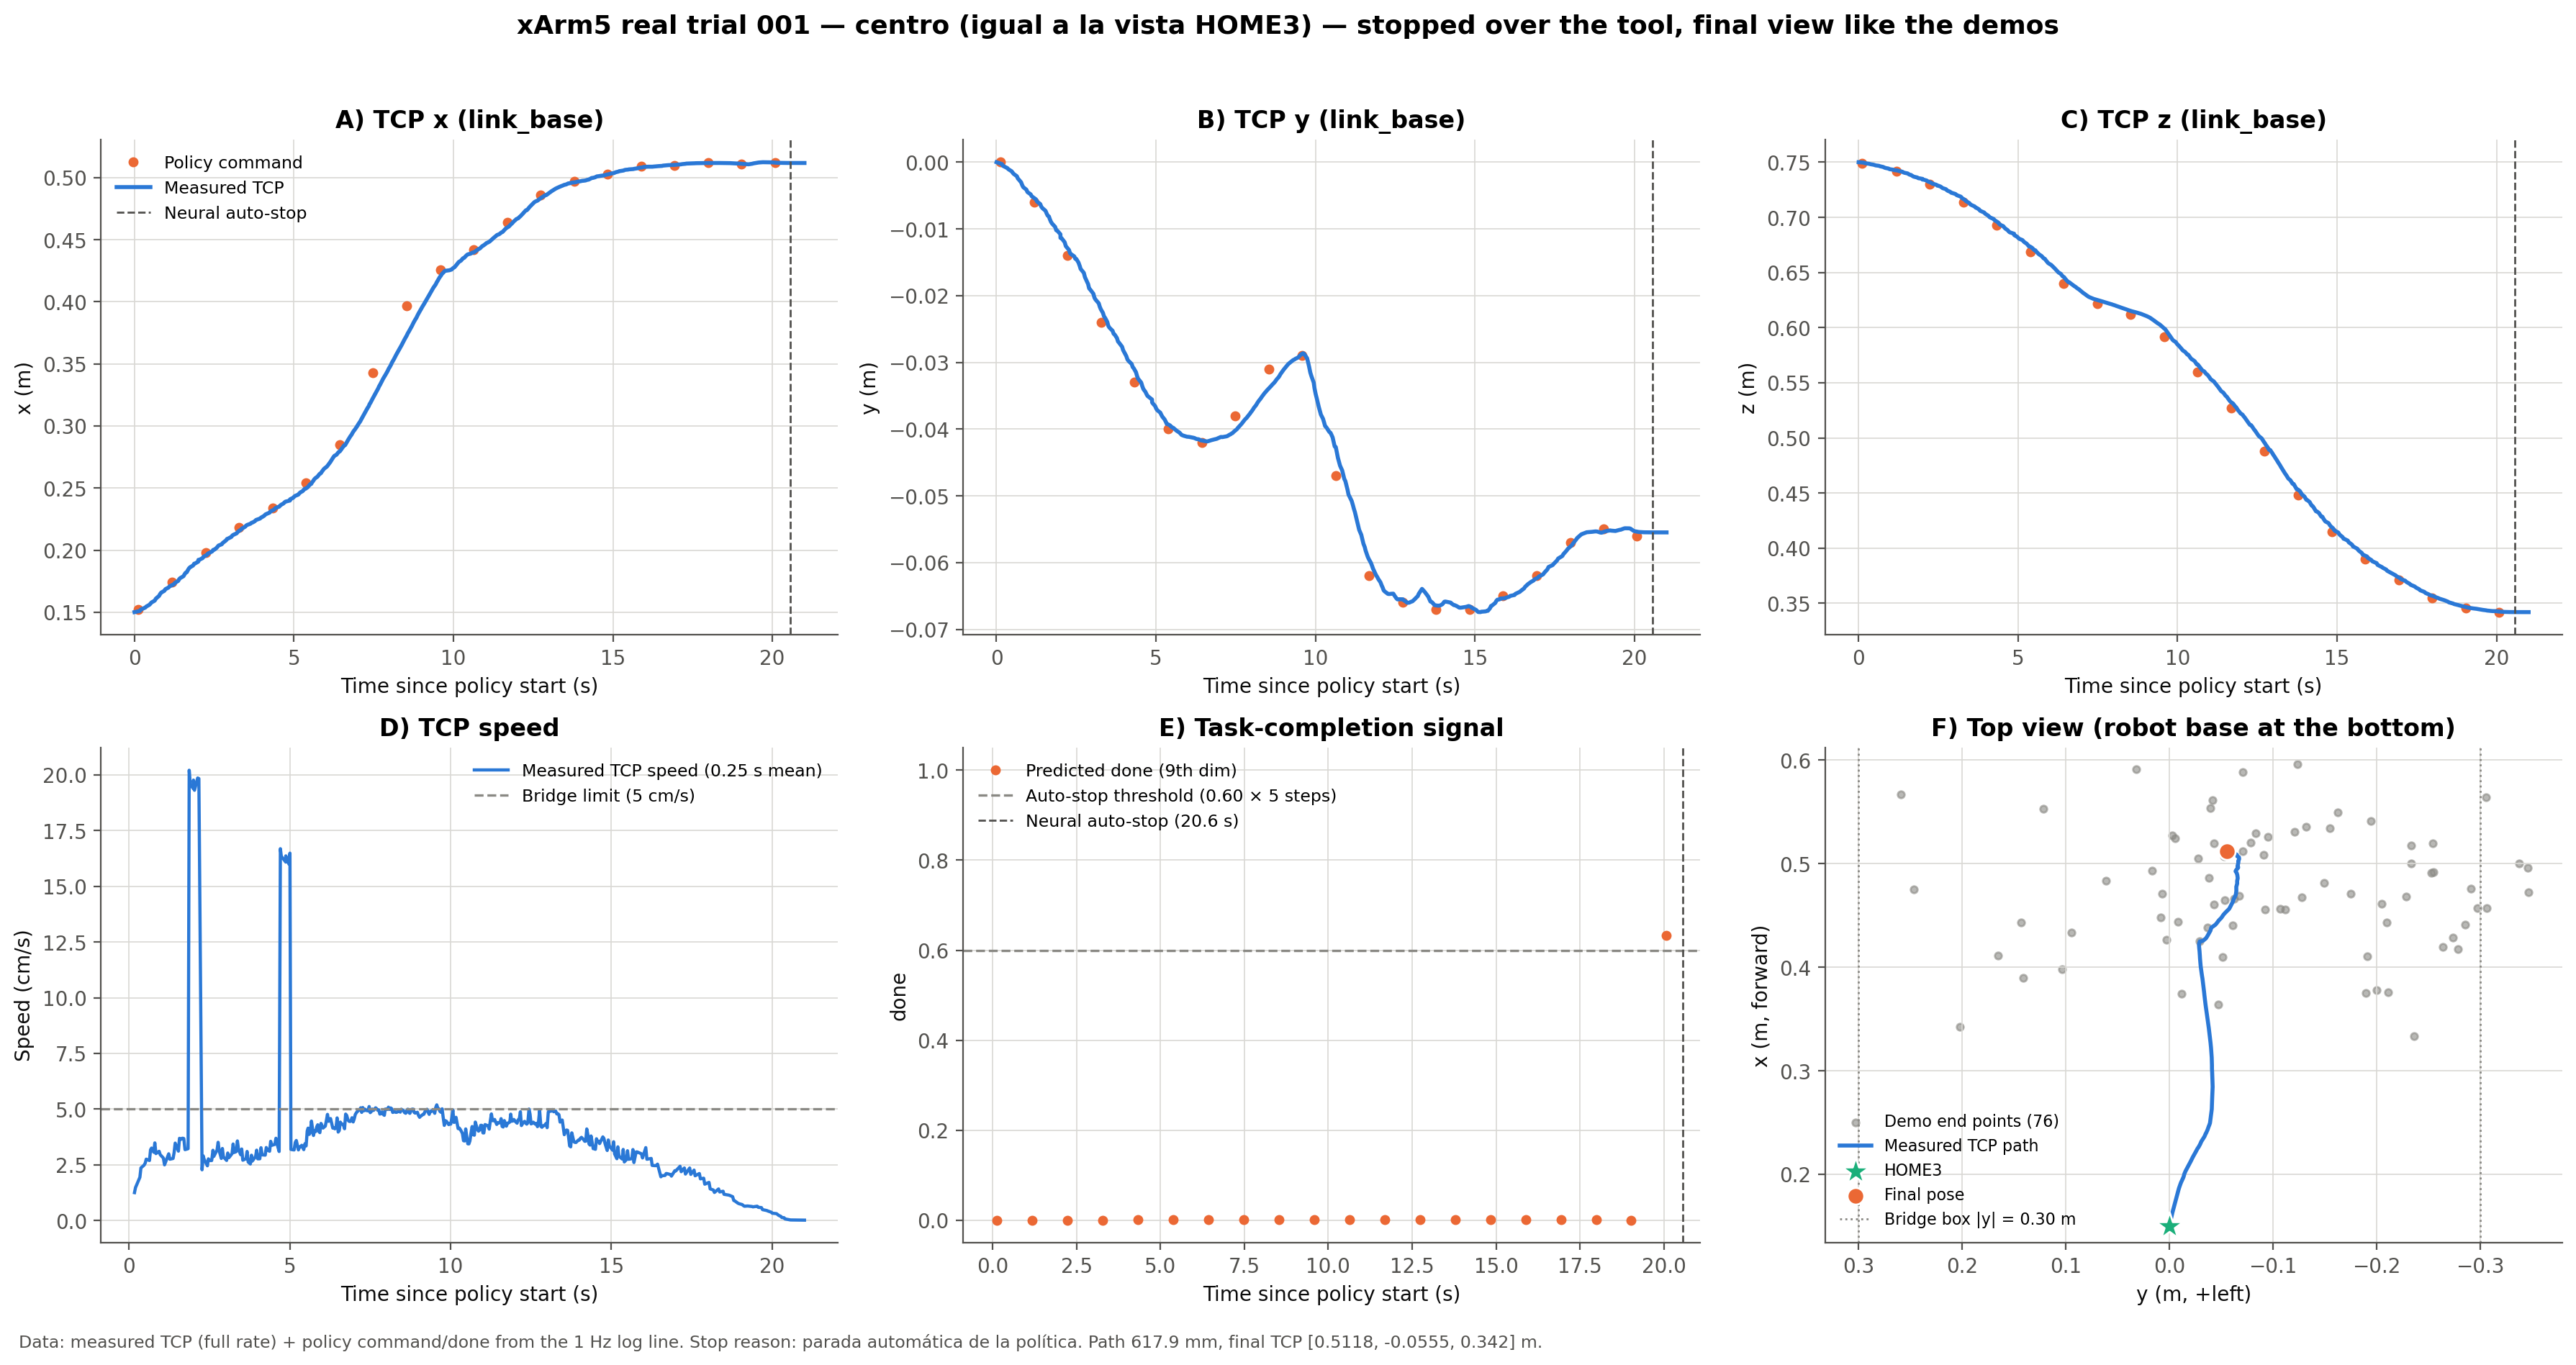 xArm5 real trial 001 — centro (igual a la vista HOME3) — stopped over the tool, final view like the demos
A) TCP x (link_base)
x (m)
0.50
0.45
0.40
0.35
0.30
0.25
0.20
0.15
Policy command
Measured TCP
Neural auto-stop
0 5 10 15 20
Time since policy start (s)
B) TCP y (link_base)
y (m)
0.00
−0.01
−0.02
−0.03
−0.04
−0.05
−0.06
−0.07
0 5 10 15 20
Time since policy start (s)
C) TCP z (link_base)
z (m)
0.75
0.70
0.65
0.60
0.55
0.50
0.45
0.40
0.35
0 5 10 15 20
Time since policy start (s)
D) TCP speed
Speed (cm/s)
20.0
17.5
15.0
12.5
10.0
7.5
5.0
2.5
0.0
Measured TCP speed (0.25 s mean)
Bridge limit (5 cm/s)
0 5 10 15 20
Time since policy start (s)
E) Task-completion signal
done
1.0
0.8
0.6
0.4
0.2
0.0
Predicted done (9th dim)
Auto-stop threshold (0.60 × 5 steps)
Neural auto-stop (20.6 s)
0.0 2.5 5.0 7.5 10.0 12.5 15.0 17.5 20.0
Time since policy start (s)
F) Top view (robot base at the bottom)
x (m, forward)
0.6
0.5
0.4
0.3
0.2
Demo end points (76)
Measured TCP path
HOME3
Final pose
Bridge box |y| = 0.30 m
0.3 0.2 0.1 0.0 −0.1 −0.2 −0.3
y (m, +left)
Data: measured TCP (full rate) + policy command/done from the 1 Hz log line. Stop reason: parada automática de la política. Path 617.9 mm, final TCP [0.5118, -0.0555, 0.342] m.